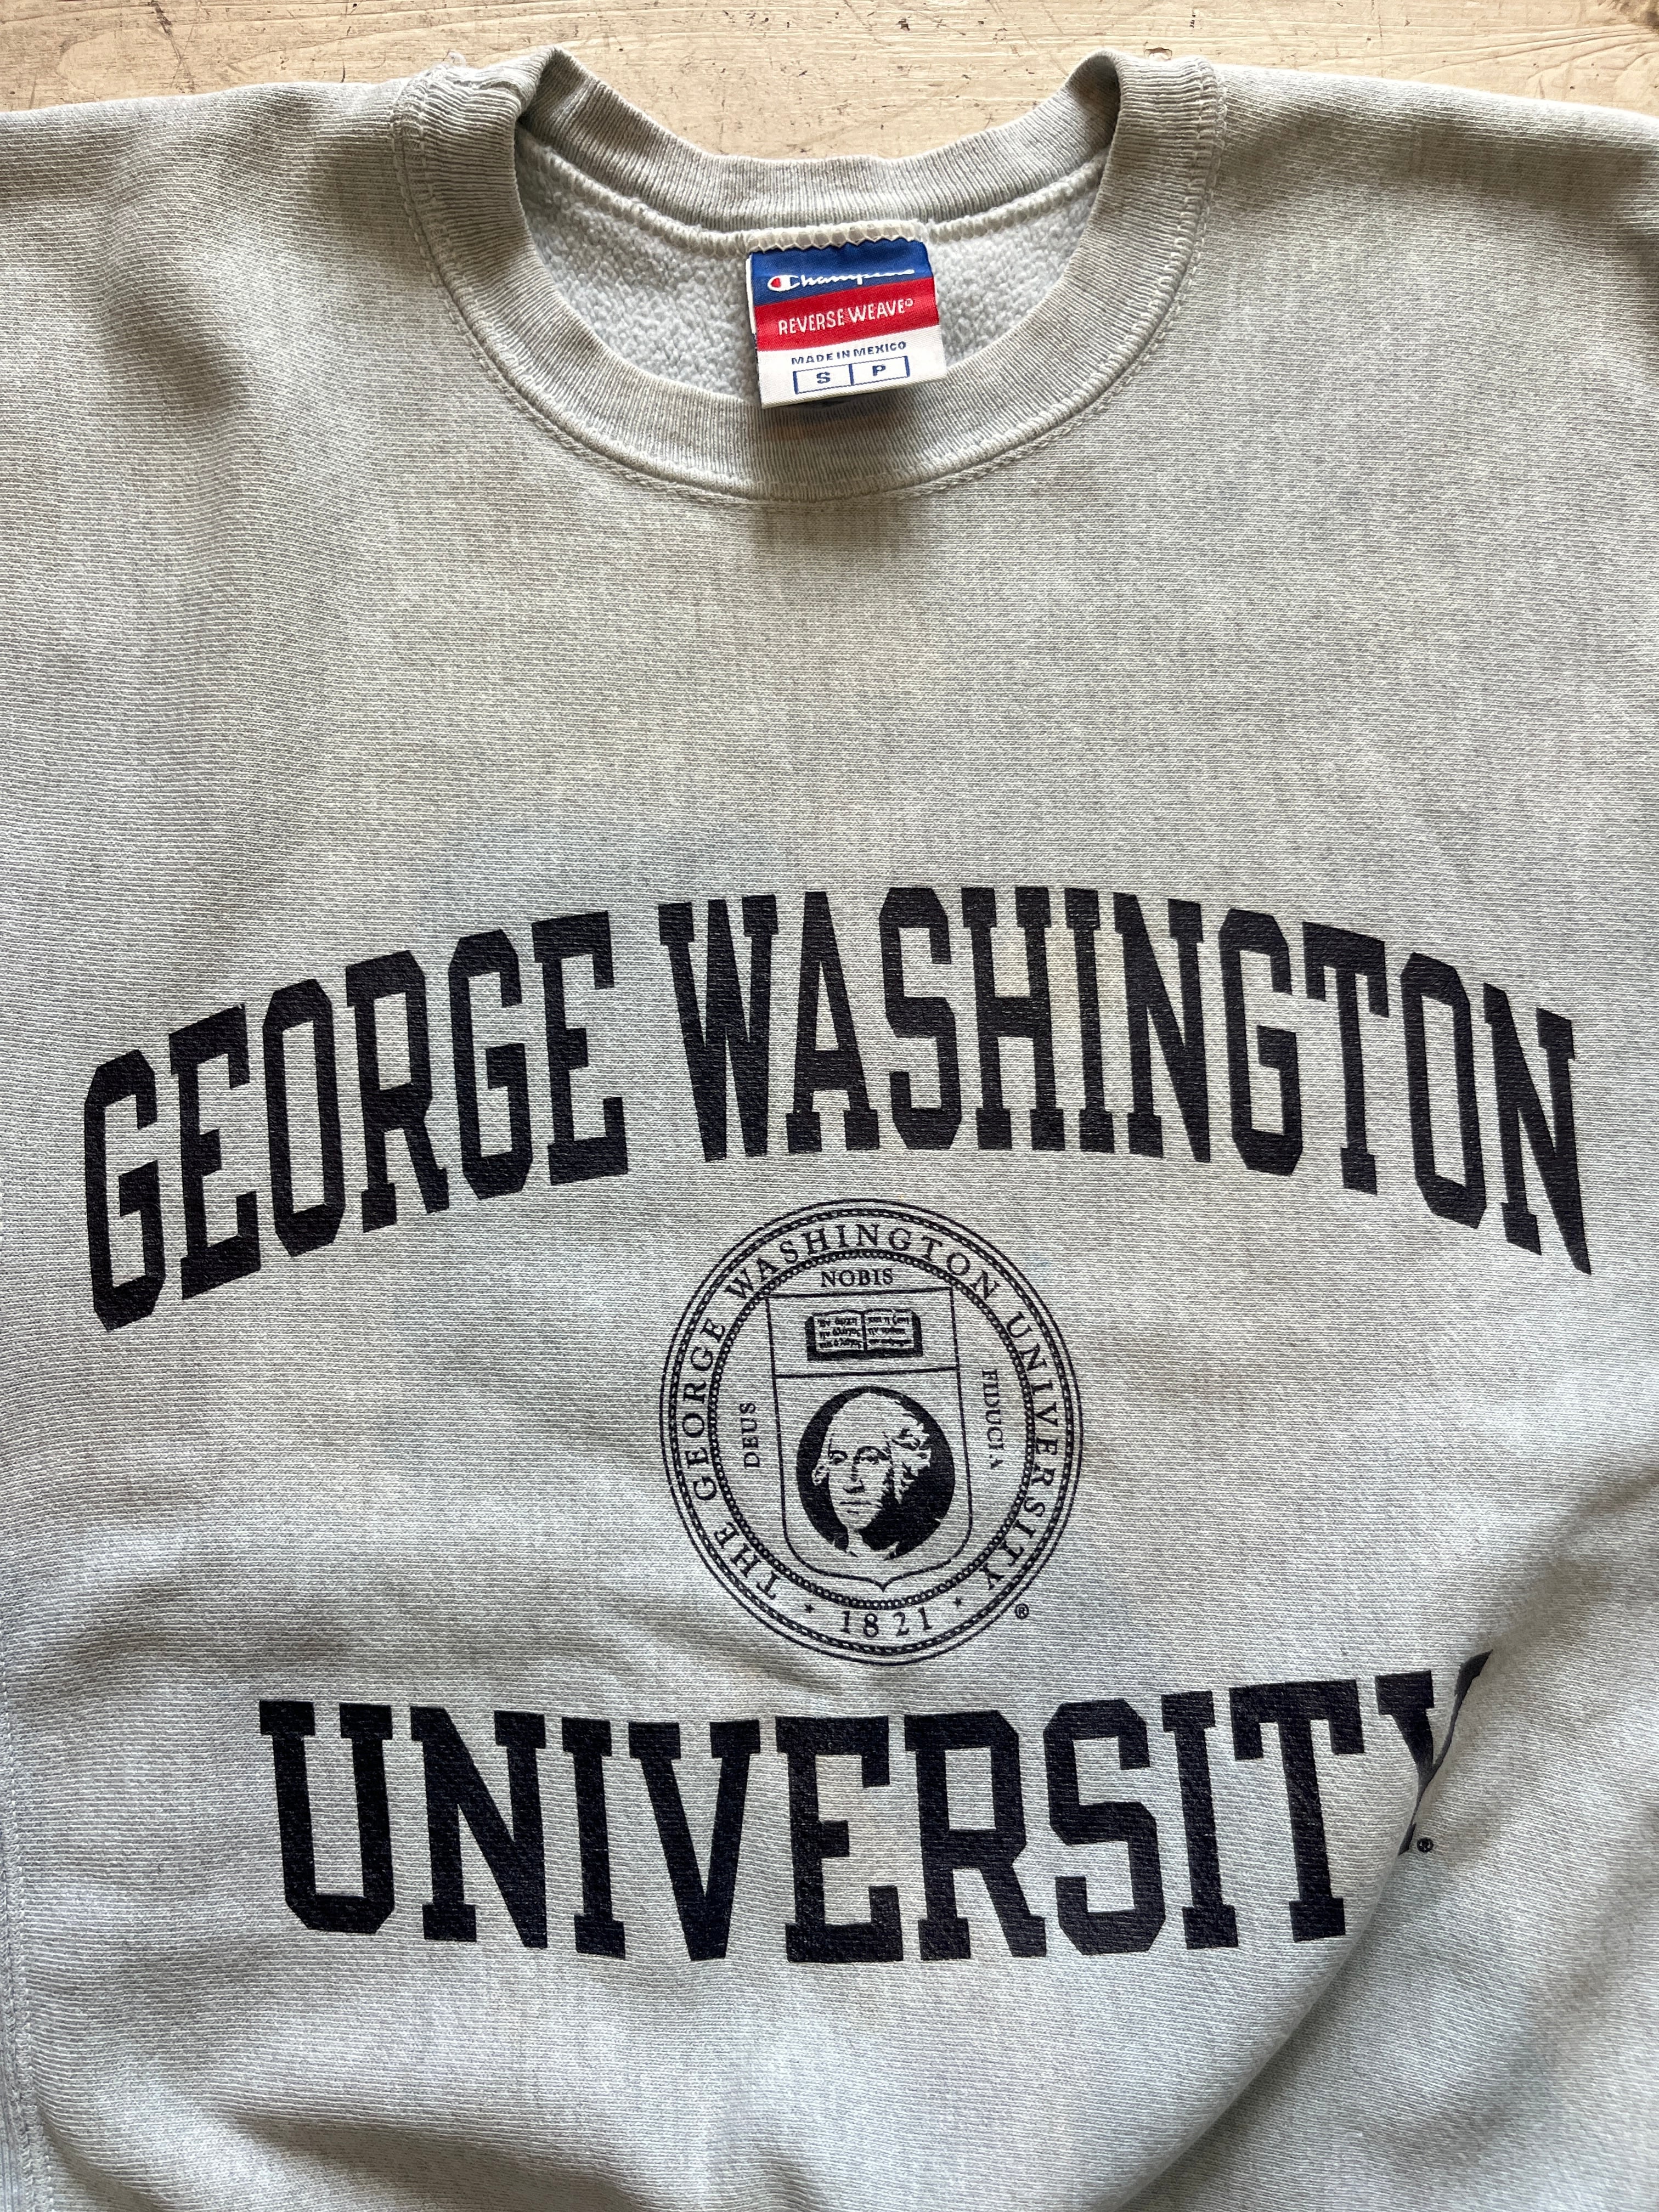 Champion
REVERSE WEAVE®
MADE IN MEXICO
S P
GEORGE WASHINGTON
THE GEORGE WASHINGTON UNIVERSITY
NOBIS
DEUS
FIDUCIA
1821
®
UNIVERSITY
®